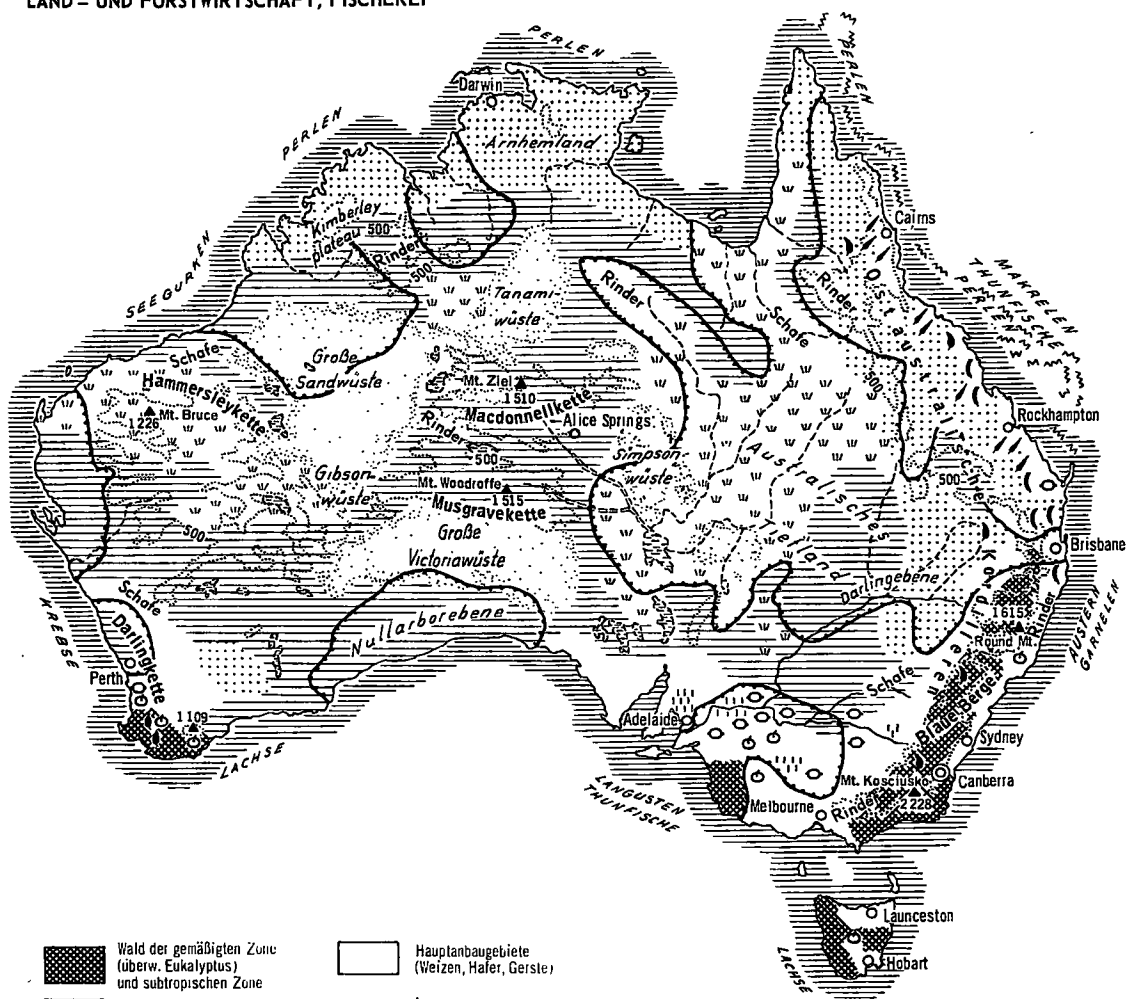 LAND – UND FORSTWIRTSCHAFT, FISCHEREI
PERLEN
PERLEN
Darwin
Arnhemland
PERLEN
Kimberley
plateau
500
Rinder
500
Cairns
SEEGURKEN
Tanami-
wüste
Rinder
Schafe
Rinder
MAKRELEN
THUNFISCHE
PERLEN
Schafe
Große
Sandwüste
Hammersleykette
Mt. Bruce
1226
Mt. Ziel
1510
Macdonnellkette
Alice Springs
500
Rockhampton
Rinder
500
Gibson-
wüste
Mt. Woodroffe
1515
Musgravekette
Simpson-
wüste
Australisches
Tiefland
500
Ostaustralischen
Kordilleren
500
Große
Victoriawüste
Brisbane
Darlingebene
Schafe
Darlingkette
Nullarborebene
KREBSE
1615
Round Mt.
Rinder
AUSTERN
GARNELEN
Perth
1109
LACHSE
Schafe
Blaue Berge
Adelaide
Sydney
LANGUSTEN
THUNFISCHE
Mt. Kosciusko
2228
Canberra
Melbourne
Rinder
Launceston
Hobart
LACHSE
Wald der gemäßigten Zone
(überw. Eukalyptus)
und subtropischen Zone
Hauptanbaugebiete
(Weizen, Hafer, Gerste)